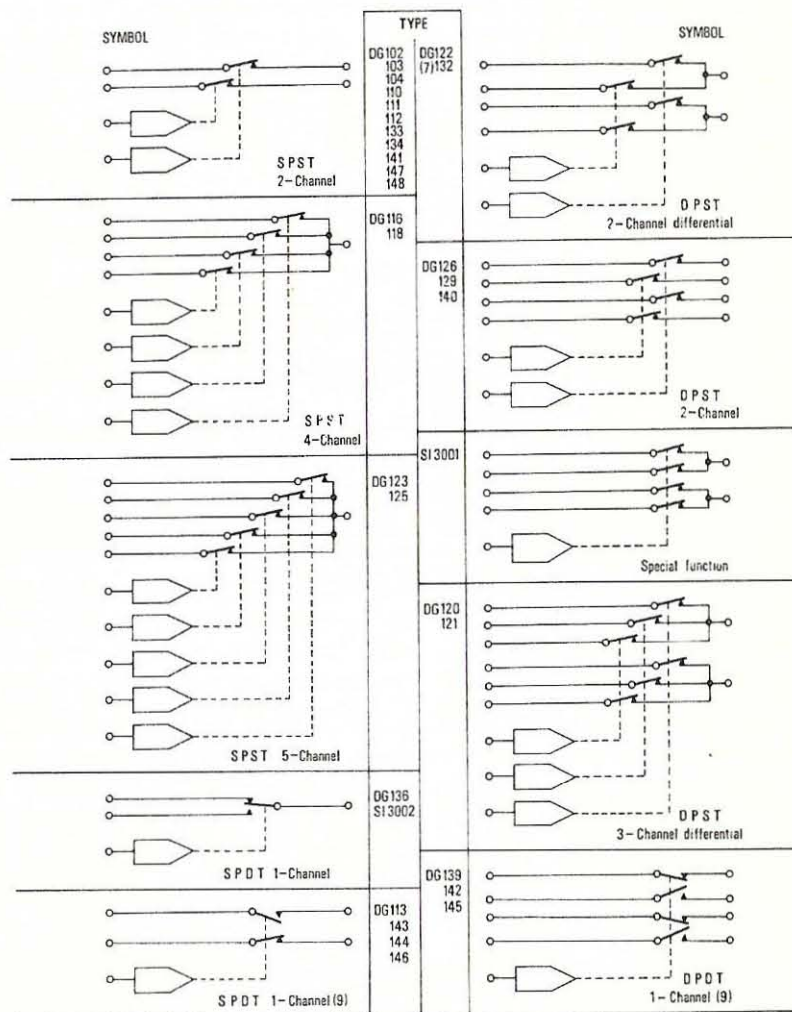 TYPE
SYMBOL
DG102
103
104
110
111
112
133
134
141
147
148
SPST
2-Channel
DG116
118
SPST
4-Channel
DG123
125
SPST 5-Channel
DG136
SI3002
SPDT 1-Channel
DG113
143
144
146
SPDT 1-Channel (9)
SYMBOL
DG122
(7)132
DPST
2-Channel differential
DG126
129
140
DPST
2-Channel
SI3001
Special function
DG120
121
DPST
3-Channel differential
DG139
142
145
DPDT
1-Channel (9)